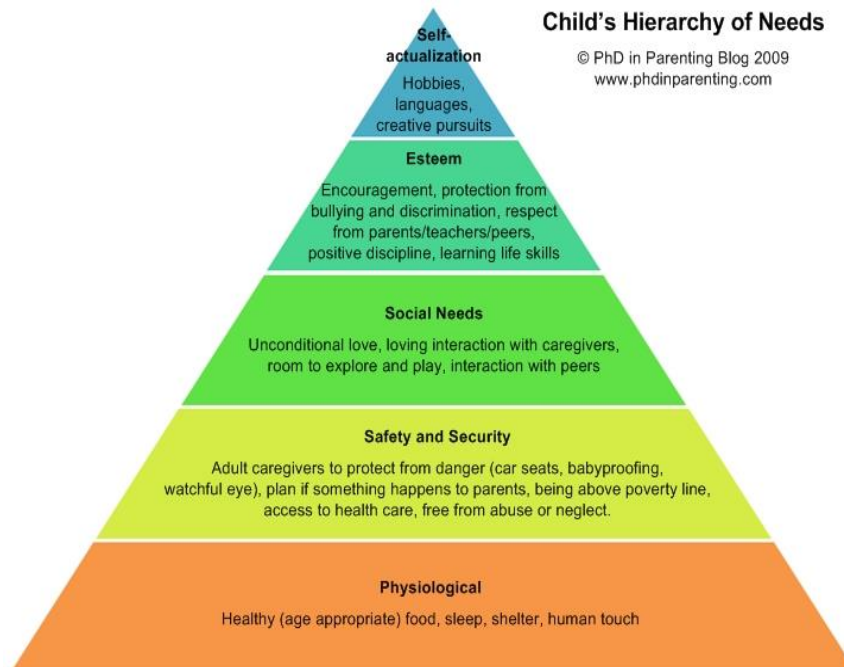 Child's Hierarchy of Needs
© PhD in Parenting Blog 2009
www.phdinparenting.com
Self-
actualization
Hobbies,
languages,
creative pursuits
Esteem
Encouragement, protection from
bullying and discrimination, respect
from parents/teachers/peers,
positive discipline, learning life skills
Social Needs
Unconditional love, loving interaction with caregivers,
room to explore and play, interaction with peers
Safety and Security
Adult caregivers to protect from danger (car seats, babyproofing,
watchful eye), plan if something happens to parents, being above poverty line,
access to health care, free from abuse or neglect.
Physiological
Healthy (age appropriate) food, sleep, shelter, human touch